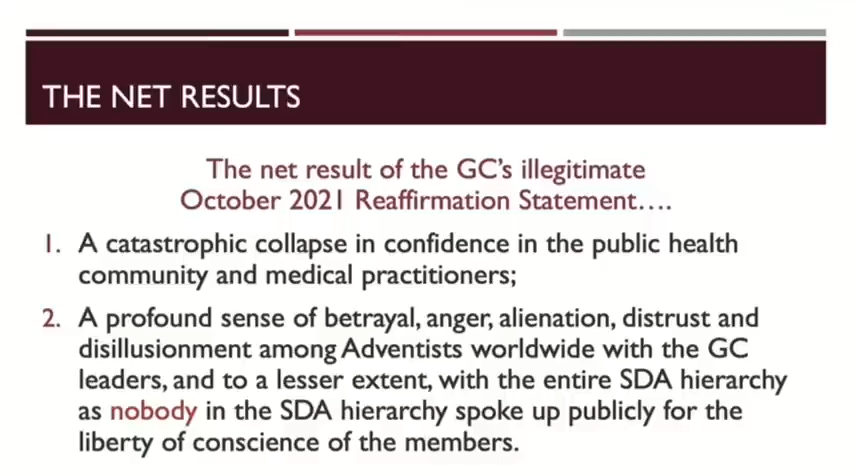 THE NET RESULTS
The net result of the GC's illegitimate
October 2021 Reaffirmation Statement....
1. A catastrophic collapse in confidence in the public health
community and medical practitioners;
2. A profound sense of betrayal, anger, alienation, distrust and
disillusionment among Adventists worldwide with the GC
leaders, and to a lesser extent, with the entire SDA hierarchy
as nobody in the SDA hierarchy spoke up publicly for the
liberty of conscience of the members.